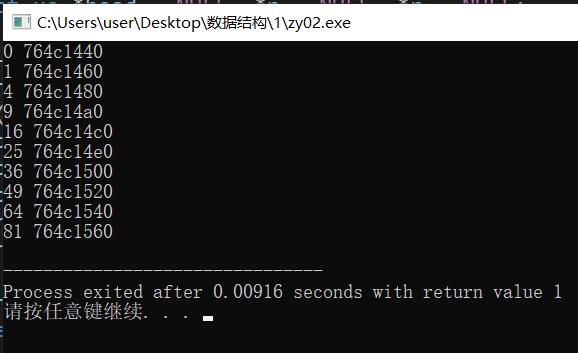 C:\Users\user\Desktop\数据结构\1\zy02.exe
0 764c1440
1 764c1460
4 764c1480
9 764c14a0
16 764c14c0
25 764c14e0
36 764c1500
49 764c1520
64 764c1540
81 764c1560
--------------------------------
Process exited after 0.00916 seconds with return value 1
请按任意键继续. . .